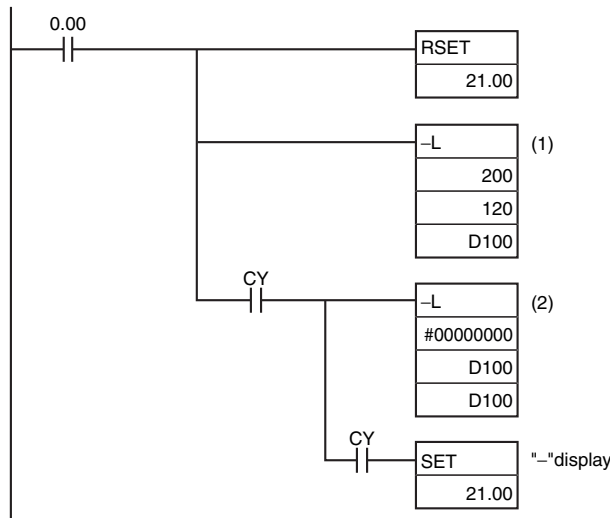 0.00
RSET
21.00
–L (1)
200
120
D100
CY
–L (2)
#00000000
D100
D100
CY
SET "–"display
21.00